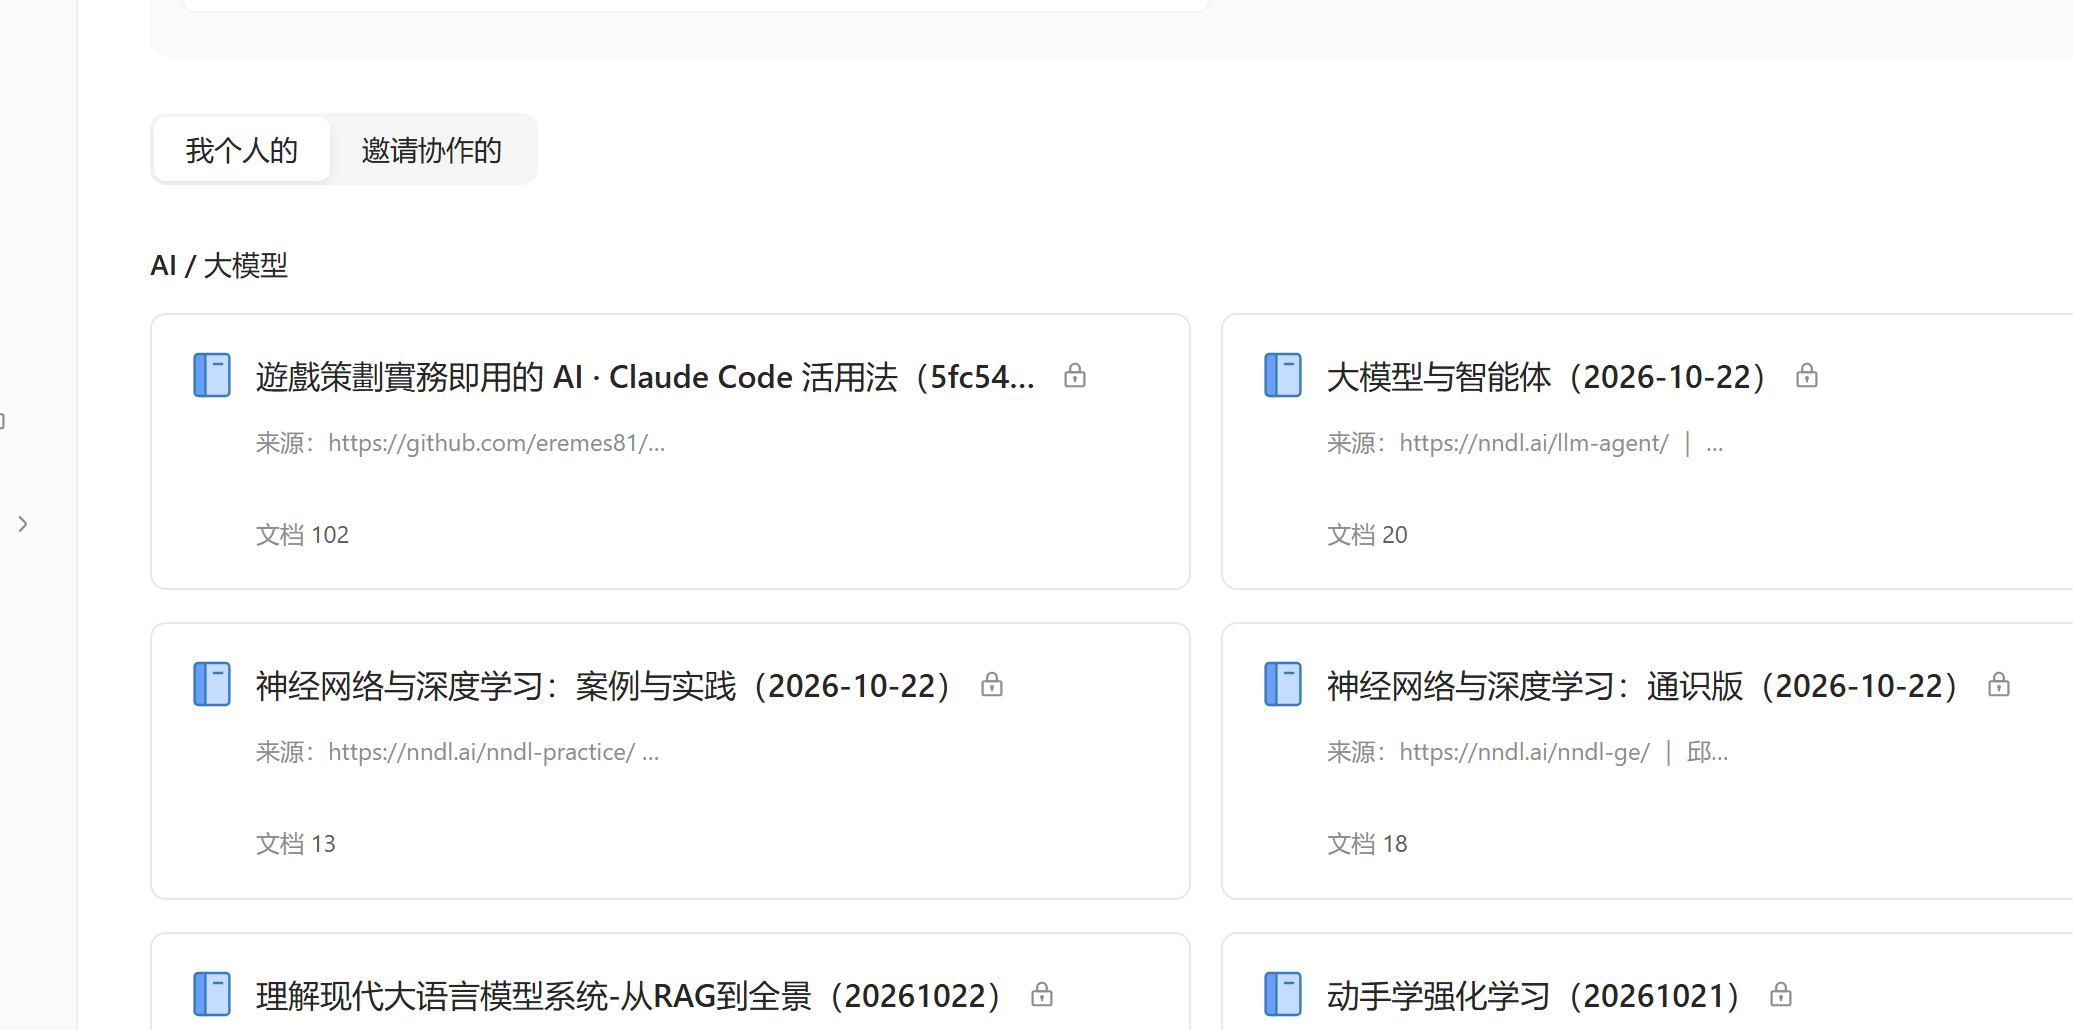 我个人的
邀请协作的
AI / 大模型
遊戲策劃實務即用的 AI · Claude Code 活用法（5fc54...
来源：https://github.com/eremes81/...
文档 102
大模型与智能体（2026-10-22）
来源：https://nndl.ai/llm-agent/ ｜ ...
文档 20
神经网络与深度学习：案例与实践（2026-10-22）
来源：https://nndl.ai/nndl-practice/ ...
文档 13
神经网络与深度学习：通识版（2026-10-22）
来源：https://nndl.ai/nndl-ge/ ｜ 邱...
文档 18
理解现代大语言模型系统-从RAG到全景（20261022）
动手学强化学习（20261021）